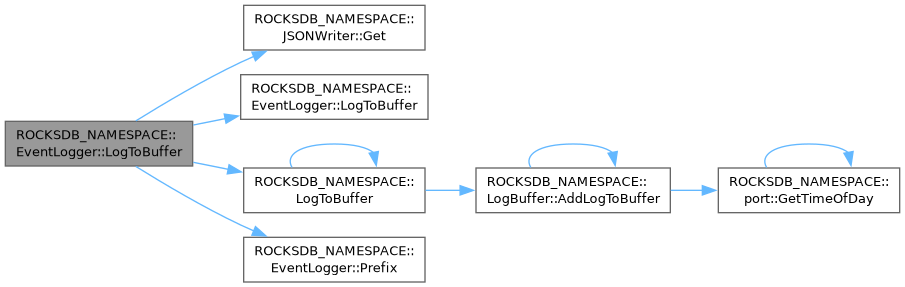 ROCKSDB_NAMESPACE::
EventLogger::LogToBuffer
ROCKSDB_NAMESPACE::
JSONWriter::Get
ROCKSDB_NAMESPACE::
EventLogger::LogToBuffer
ROCKSDB_NAMESPACE::
LogToBuffer
ROCKSDB_NAMESPACE::
LogBuffer::AddLogToBuffer
ROCKSDB_NAMESPACE::
port::GetTimeOfDay
ROCKSDB_NAMESPACE::
EventLogger::Prefix